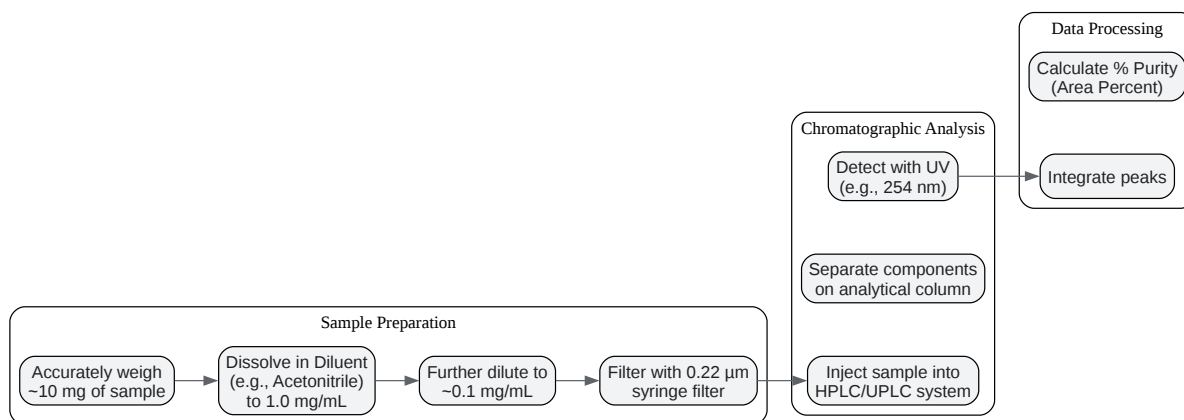 Data Processing
Calculate % Purity
(Area Percent)
Integrate peaks
Chromatographic Analysis
Detect with UV
(e.g., 254 nm)
Separate components
on analytical column
Inject sample into
HPLC/UPLC system
Sample Preparation
Accurately weigh
~10 mg of sample
Dissolve in Diluent
(e.g., Acetonitrile)
to 1.0 mg/mL
Further dilute to
~0.1 mg/mL
Filter with 0.22 µm
syringe filter